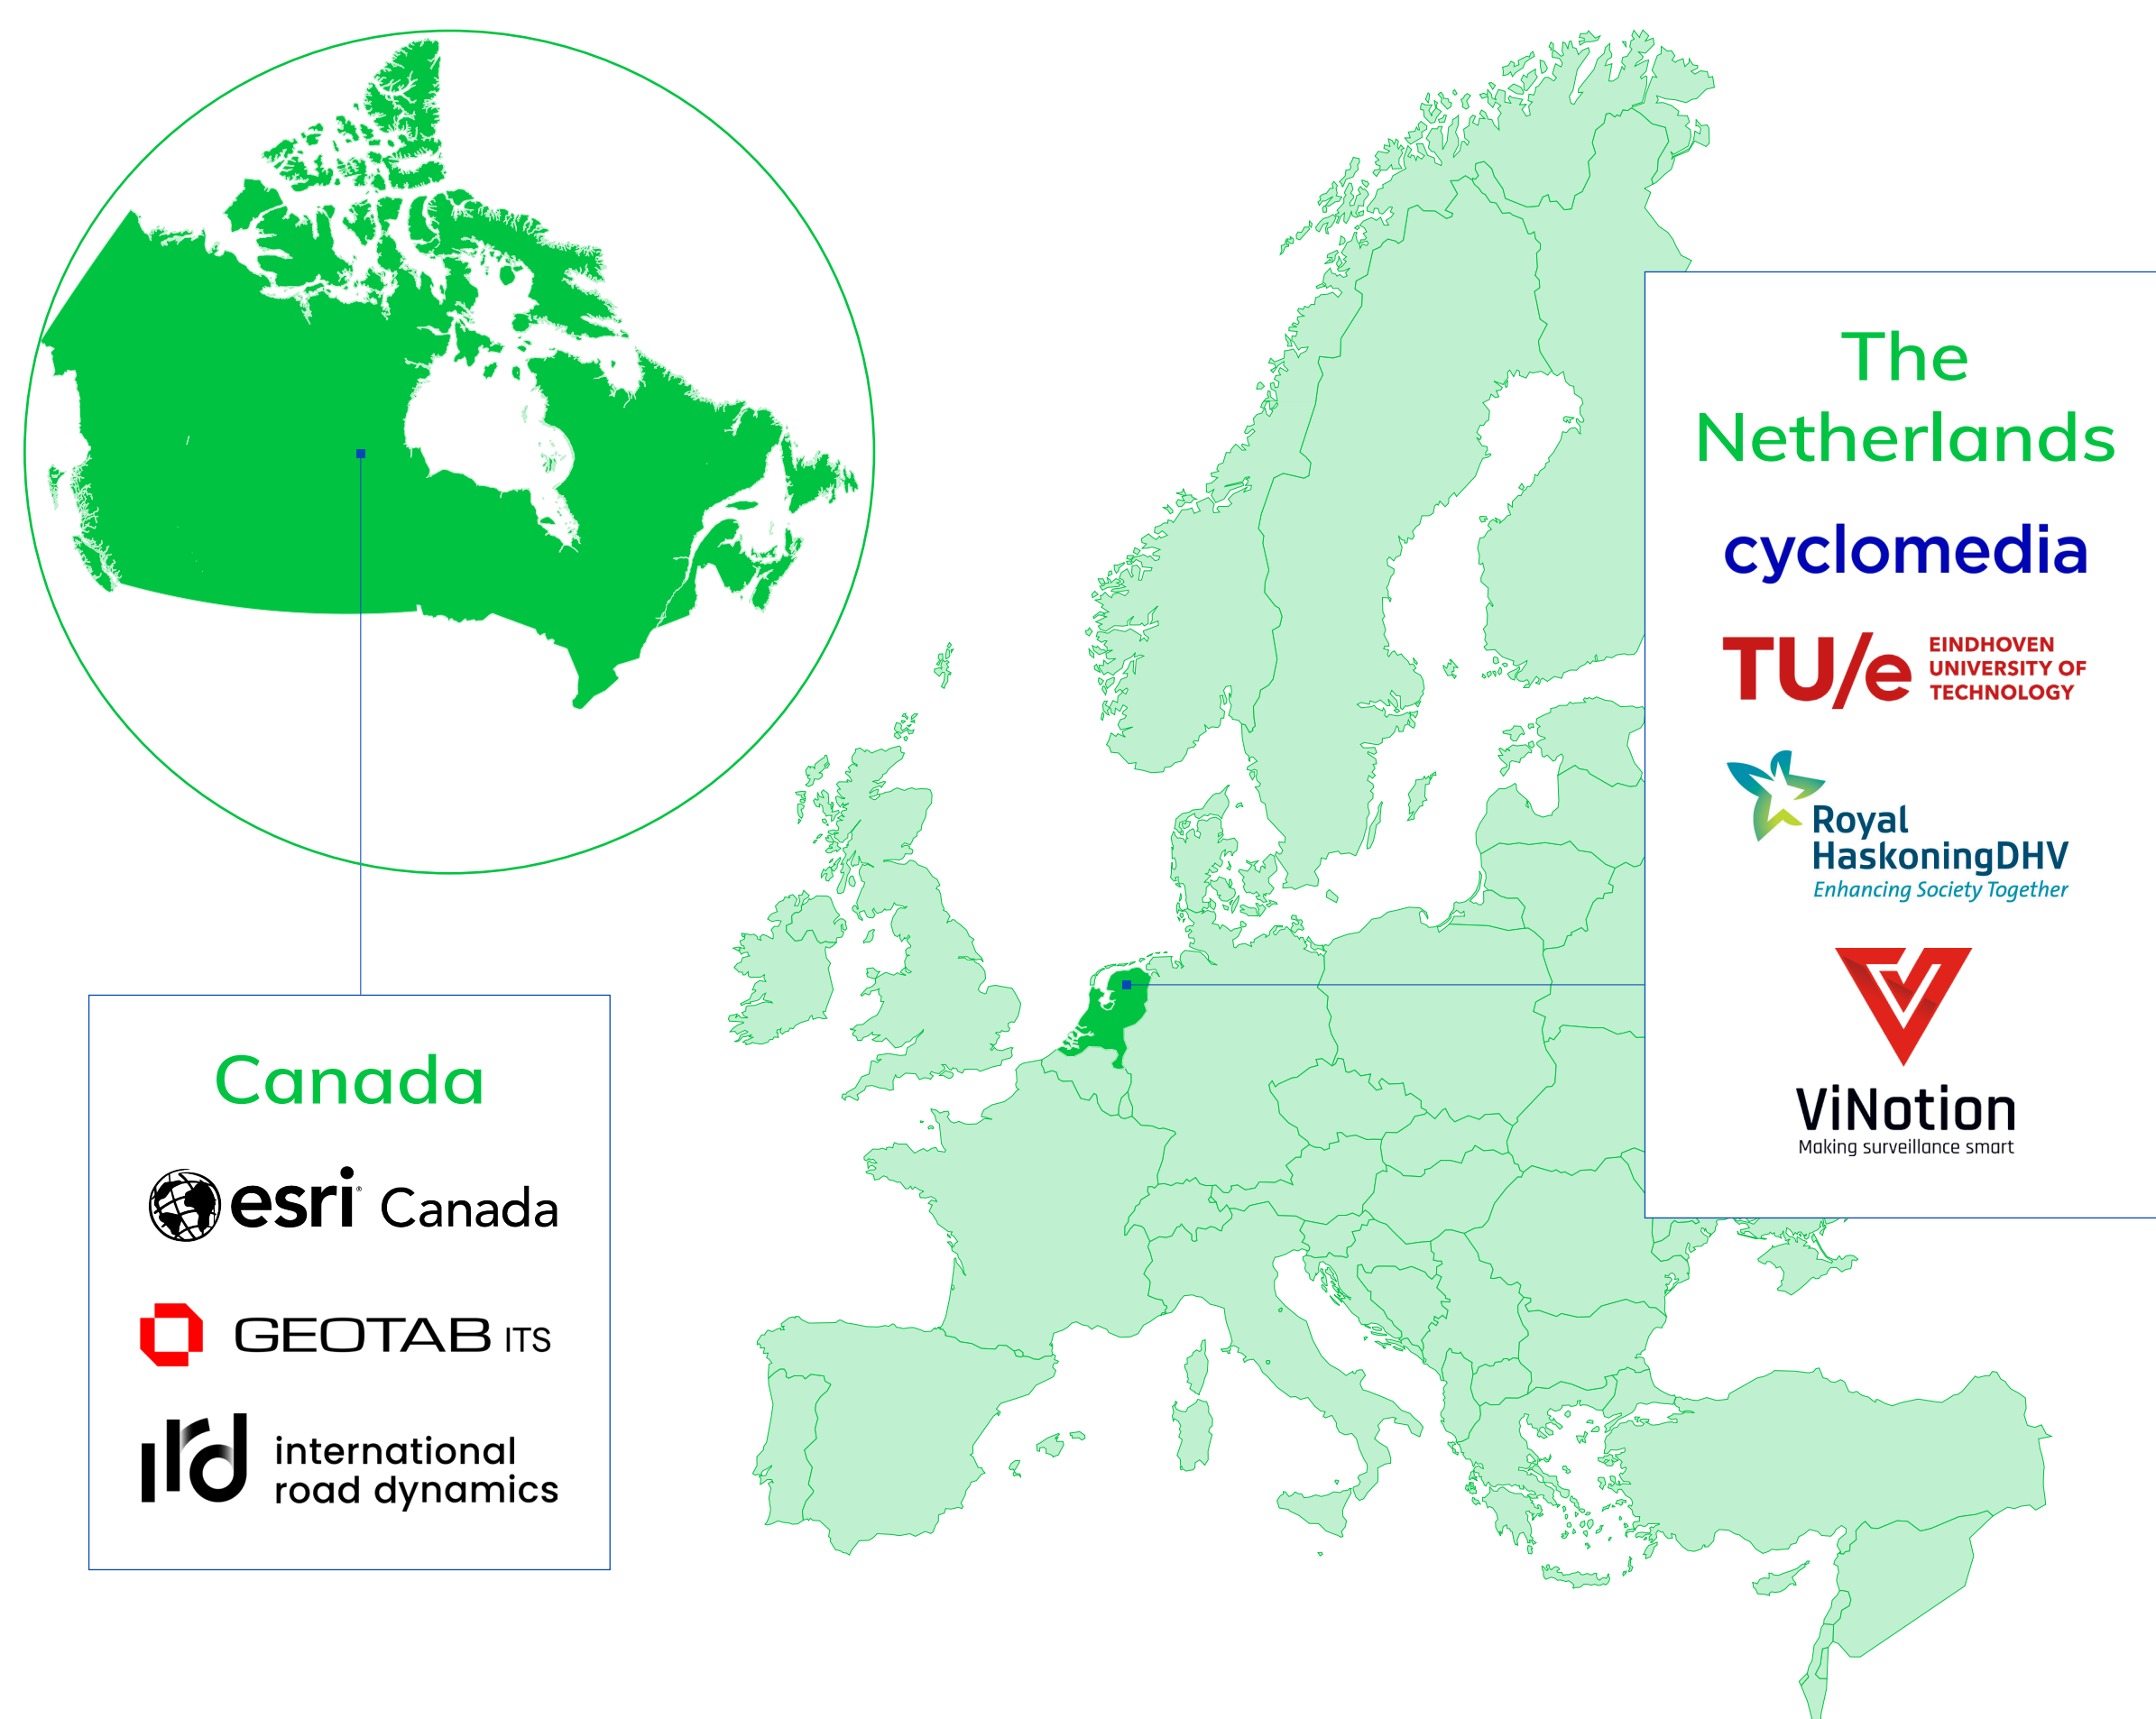 The
Netherlands
cyclomedia
TU/e
EINDHOVEN
UNIVERSITY OF
TECHNOLOGY
Royal
HaskoningDHV
Enhancing Society Together
ViNotion
Making surveillance smart
Canada
esri® Canada
GEOTAB ITS
ird
international
road dynamics